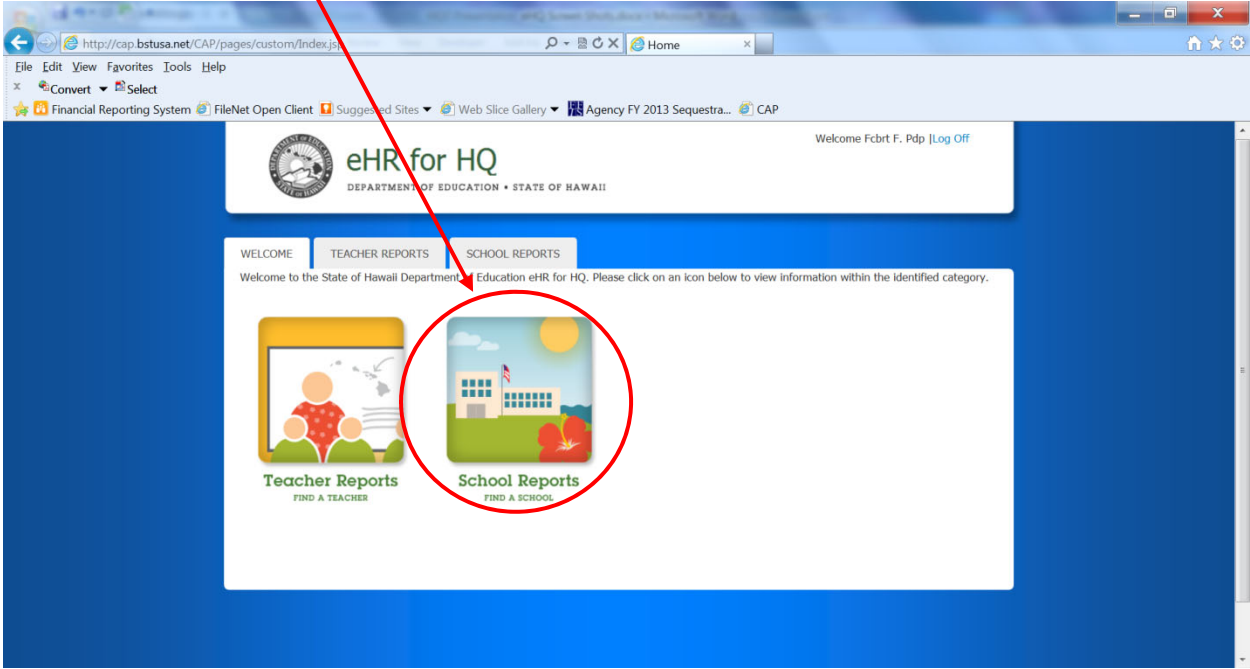 http://cap.bstusa.net/CAP/pages/custom/Index.js
Home
File Edit View Favorites Tools Help
x Convert Select
Financial Reporting System FileNet Open Client Suggested Sites Web Slice Gallery Agency FY 2013 Sequestra... CAP
Welcome Fcbrt F. Pdp |Log Off
eHR for HQ
DEPARTMENT OF EDUCATION • STATE OF HAWAII
WELCOME TEACHER REPORTS SCHOOL REPORTS
Welcome to the State of Hawaii Department of Education eHR for HQ. Please click on an icon below to view information within the identified category.
Teacher Reports School Reports
FIND A TEACHER FIND A SCHOOL